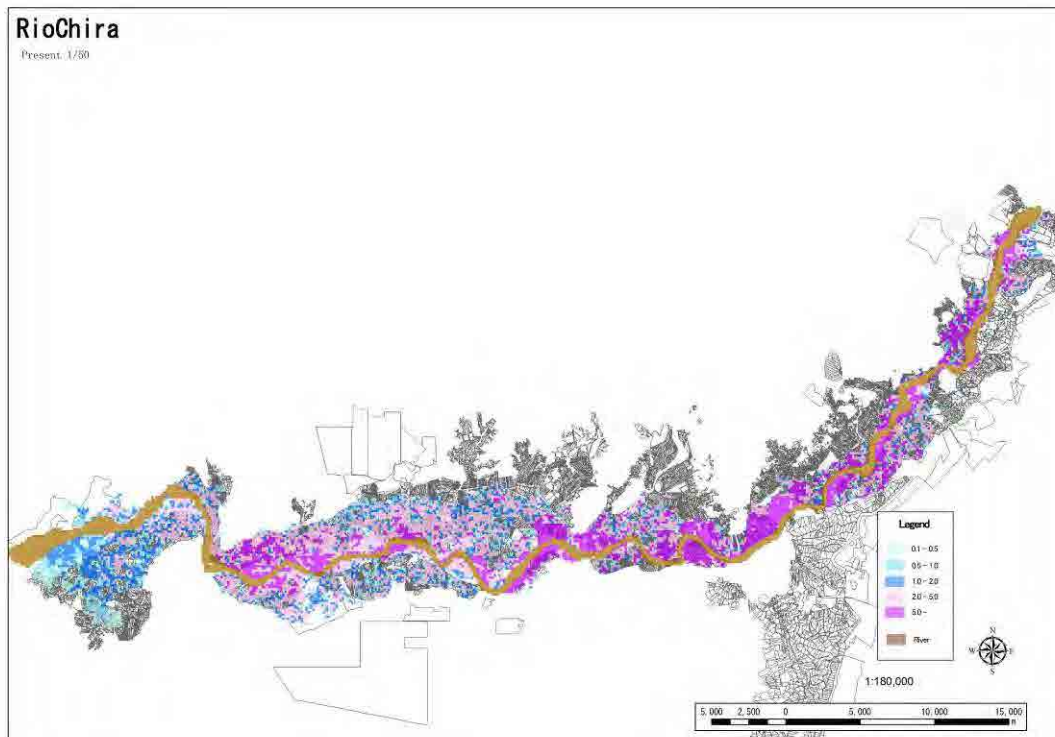 RioChira
Present 1/50
Legend
0.1 - 0.5
0.5 - 1.0
1.0 - 2.0
2.0 - 5.0
5.0 -
River
N
W E
S
1:180,000
5,000 2,500 0 5,000 10,000 15,000
m